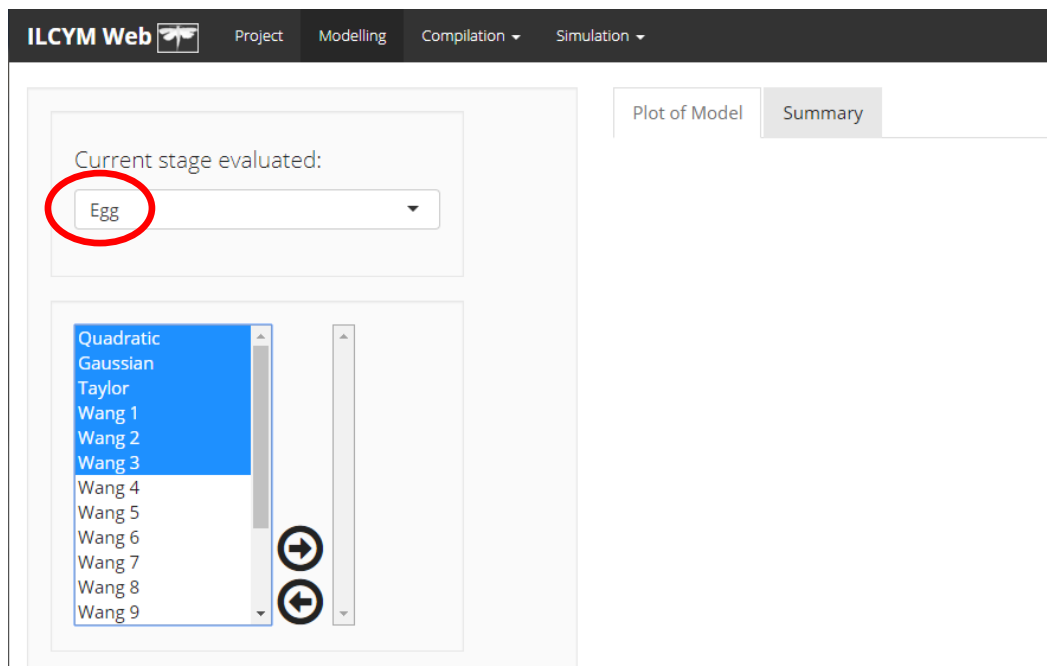 ILCYM Web Project Modelling Compilation Simulation
Plot of Model Summary
Current stage evaluated:
Egg
Quadratic
Gaussian
Taylor
Wang 1
Wang 2
Wang 3
Wang 4
Wang 5
Wang 6
Wang 7
Wang 8
Wang 9